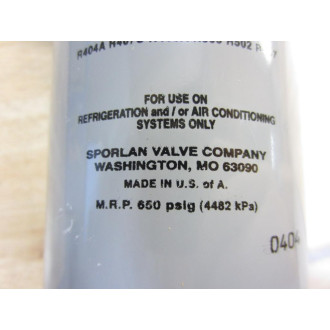 R404A
R502
FOR USE ON
REFRIGERATION and / or AIR CONDITIONING
SYSTEMS ONLY
SPORLAN VALVE COMPANY
WASHINGTON, MO 63090
MADE IN U.S. of A.
M.R.P. 650 psig (4482 kPa)
0404